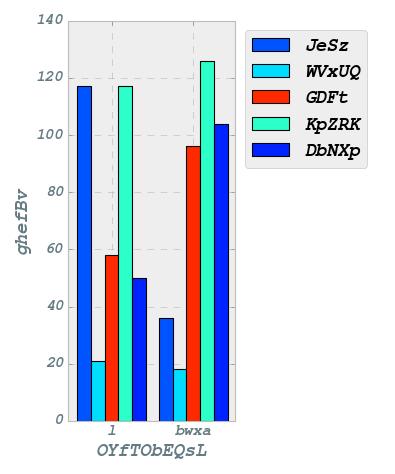 140
120
100
80
60
40
20
0
ghefBv
l bwxa
OYfTObEQsL
JeSz
WVxUQ
GDFt
KpZRK
DbNXp